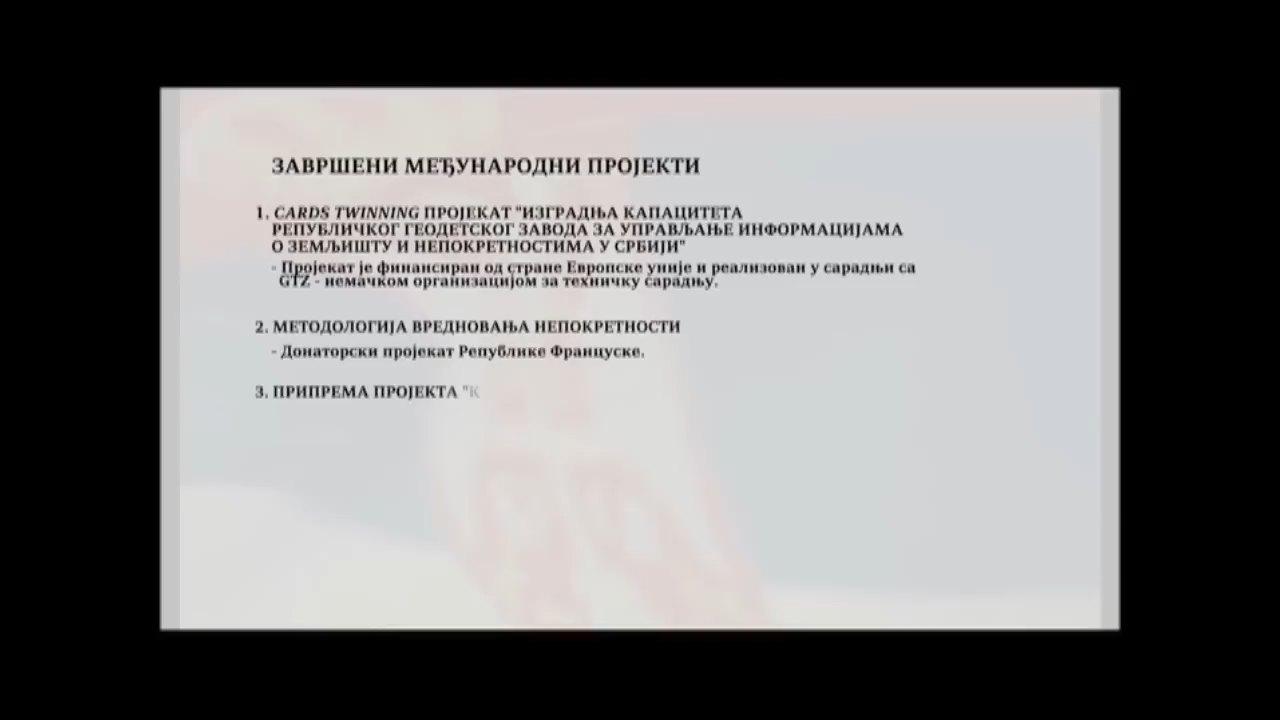 ЗАВРШЕНИ МЕЂУНАРОДНИ ПРОЈЕКТИ
1. CARDS TWINNING ПРОЈЕКАТ "ИЗГРАДЊА КАПАЦИТЕТА
РЕПУБЛИЧКОГ ГЕОДЕТСКОГ ЗАВОДА ЗА УПРАВЉАЊЕ ИНФОРМАЦИЈАМА
О ЗЕМЉИШТУ И НЕПОКРЕТНОСТИМА У СРБИЈИ"
- Пројекат је финансиран од стране Европске уније и реализован у сарадњи са
GTZ - немачком организацијом за техничку сарадњу.
2. МЕТОДОЛОГИЈА ВРЕДНОВАЊА НЕПОКРЕТНОСТИ
- Донаторски пројекат Републике Француске.
3. ПРИПРЕМА ПРОЈЕКТА "К